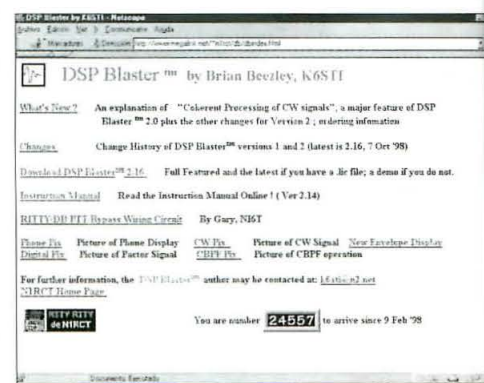 DSP Blaster by K6STI - Netscape
DSP Blaster ™ by Brian Beezley, K6STI
What's New ? An explanation of "Coherent Processing of CW signals", a major feature of DSP
Blaster ™ 2.0 plus the other changes for Version 2 ; ordering infomation
Changes Change History of DSP Blaster™ versions 1 and 2 (latest is 2.16, 7 Oct '98)
Download DSP Blaster™ 2.16 Full Featured and the latest if you have a .lic file; a demo if you do not.
Instruction Manual Read the Instruction Manual Online ! ( Ver 2.14)
RITTY-DB PTT Bypass Wiring Circuit By Gary, NI6T
Phone Pix Picture of Phone Display CW Pix Picture of CW Signal New Envelope Display
Digital Pix Picture of Pactor Signal CBPF Pix Picture of CBPF operation
For further information, the DSP Blaster™ author may be contacted at: k6sti@n2.net
N1RCT Home Page
RITTY RITY
de N1RCT
You are number 24557 to arrive since 9 Feb '98